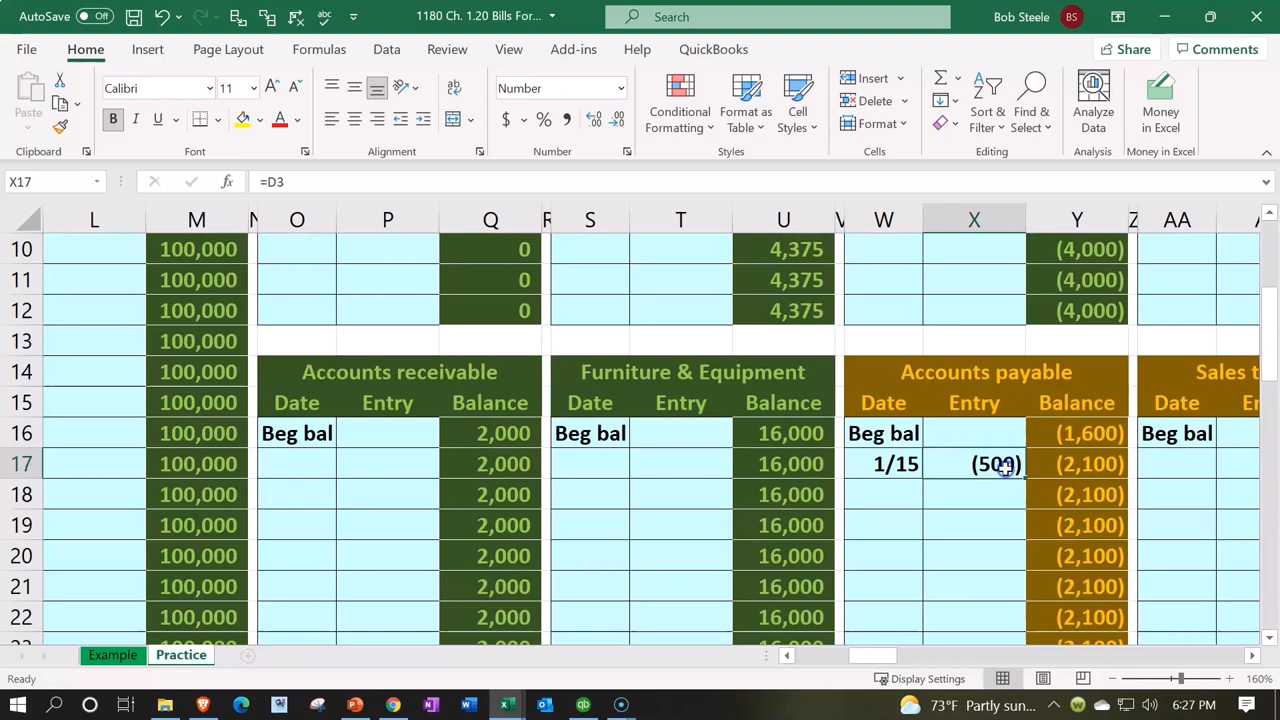 AutoSave Off 1180 Ch. 1.20 Bills For... Search Bob Steele BS
File Home Insert Page Layout Formulas Data Review View Add-ins Help QuickBooks Share Comments
Paste Calibri 11 Number Conditional Formatting Format as Table Cell Styles Insert Delete Format Sort & Filter Find & Select Analyze Data Money in Excel
Clipboard Font Alignment Number Styles Cells Editing Analysis Money in Excel
X17 fx =D3
L M N O P Q R S T U V W X Y Z AA
10 100,000 0 4,375 (4,000)
11 100,000 0 4,375 (4,000)
12 100,000 0 4,375 (4,000)
13 100,000
14 100,000 Accounts receivable Furniture & Equipment Accounts payable Sales t
15 100,000 Date Entry Balance Date Entry Balance Date Entry Balance Date E
16 100,000 Beg bal 2,000 Beg bal 16,000 Beg bal (1,600) Beg bal
17 100,000 2,000 16,000 1/15 (500) (2,100)
18 100,000 2,000 16,000 (2,100)
19 100,000 2,000 16,000 (2,100)
20 100,000 2,000 16,000 (2,100)
21 100,000 2,000 16,000 (2,100)
22 100,000 2,000 16,000 (2,100)
Example Practice
Ready Display Settings 160%
73°F Partly sun... 6:27 PM